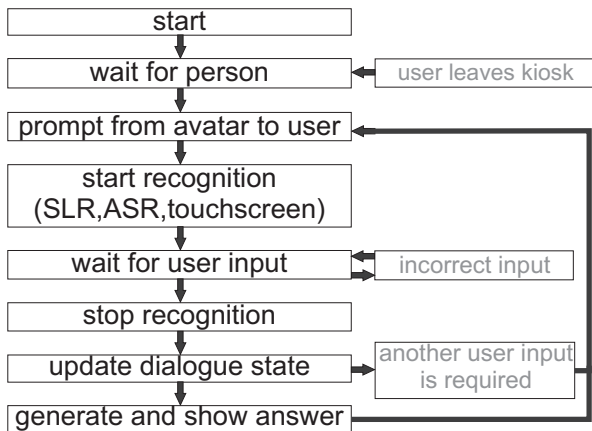 start
wait for person
user leaves kiosk
prompt from avatar to user
start recognition
(SLR,ASR,touchscreen)
wait for user input
incorrect input
stop recognition
update dialogue state
another user input
is required
generate and show answer